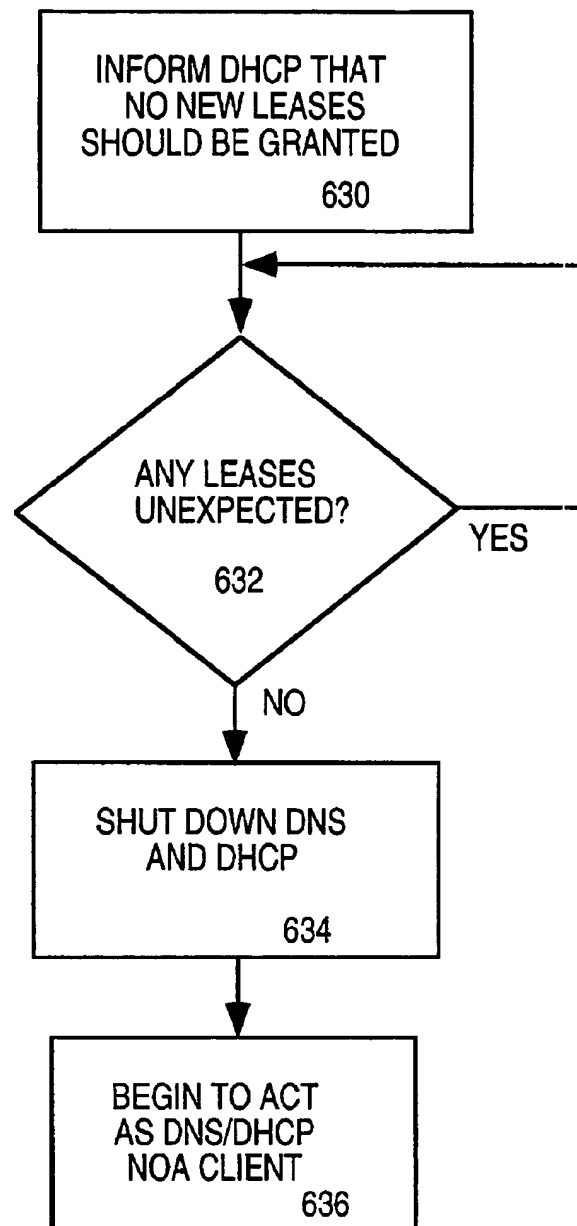 INFORM DHCP THAT
NO NEW LEASES
SHOULD BE GRANTED
630
ANY LEASES
UNEXPECTED?
632
YES
NO
SHUT DOWN DNS
AND DHCP
634
BEGIN TO ACT
AS DNS/DHCP
NOA CLIENT
636